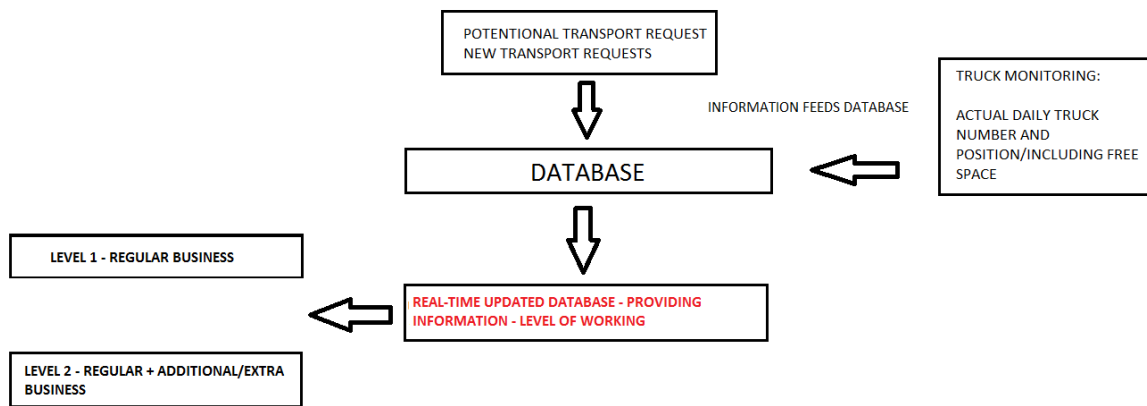 POTENTIONAL TRANSPORT REQUEST
NEW TRANSPORT REQUESTS
TRUCK MONITORING:
ACTUAL DAILY TRUCK
NUMBER AND
POSITION/INCLUDING FREE
SPACE
INFORMATION FEEDS DATABASE
DATABASE
LEVEL 1 - REGULAR BUSINESS
REAL-TIME UPDATED DATABASE - PROVIDING
INFORMATION - LEVEL OF WORKING
LEVEL 2 - REGULAR + ADDITIONAL/EXTRA
BUSINESS